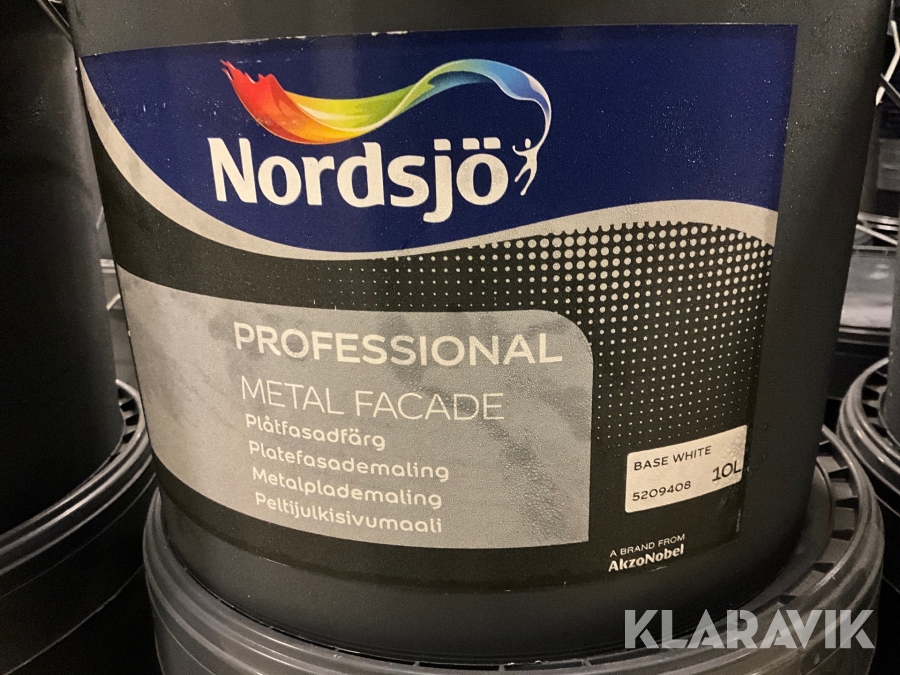 Nordsjö
PROFESSIONAL
METAL FACADE
Plåtfasadfärg
Platefasademaling
Metalplademaling
Peltijulkisivumaali
BASE WHITE
5209408 10L
A BRAND FROM
AkzoNobel
KLARAVIK